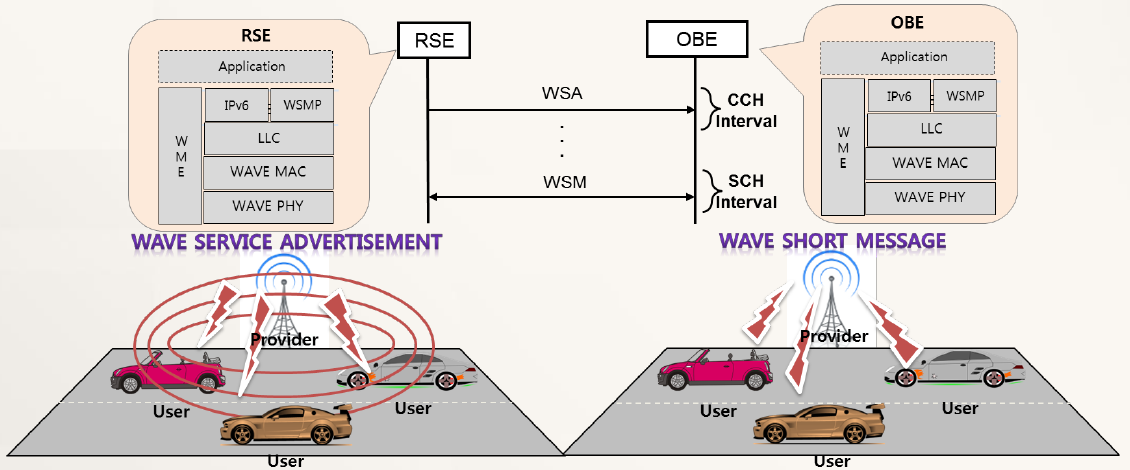 RSE
Application
WME
IPv6
WSMP
LLC
WAVE MAC
WAVE PHY
RSE
OBE
WSA
CCH
Interval
WSM
SCH
Interval
OBE
Application
WME
IPv6
WSMP
LLC
WAVE MAC
WAVE PHY
WAVE SERVICE ADVERTISEMENT
WAVE SHORT MESSAGE
Provider
User
User
User
Provider
User
User
User